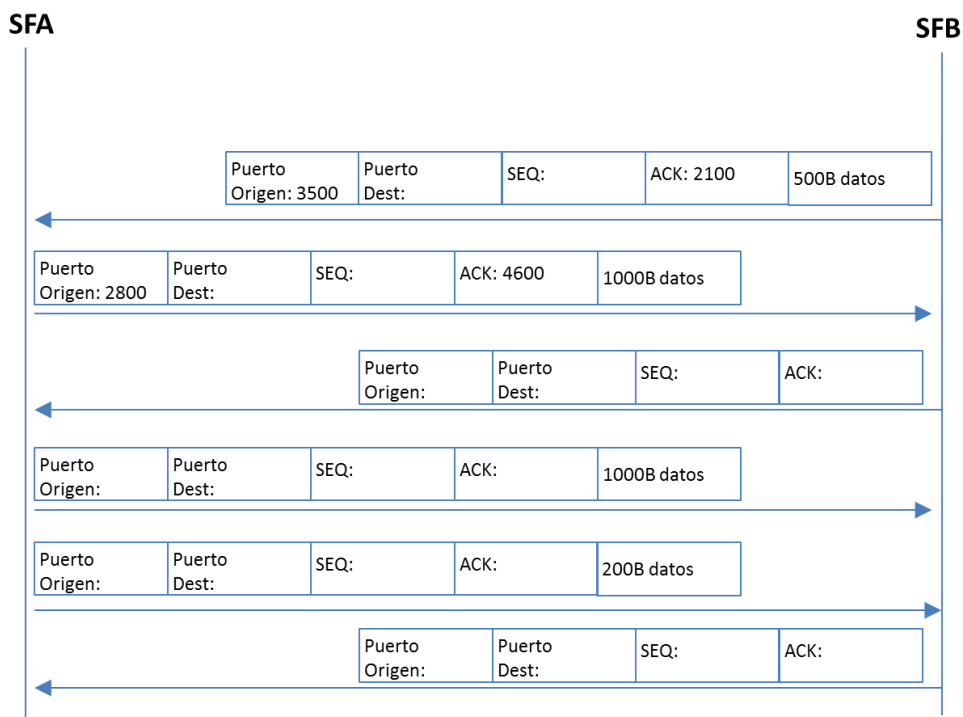 SFA
SFB
Puerto
Origen: 3500
Puerto
Dest:
SEQ:
ACK: 2100
500B datos
Puerto
Origen: 2800
Puerto
Dest:
SEQ:
ACK: 4600
1000B datos
Puerto
Origen:
Puerto
Dest:
SEQ:
ACK:
Puerto
Origen:
Puerto
Dest:
SEQ:
ACK:
1000B datos
Puerto
Origen:
Puerto
Dest:
SEQ:
ACK:
200B datos
Puerto
Origen:
Puerto
Dest:
SEQ:
ACK: